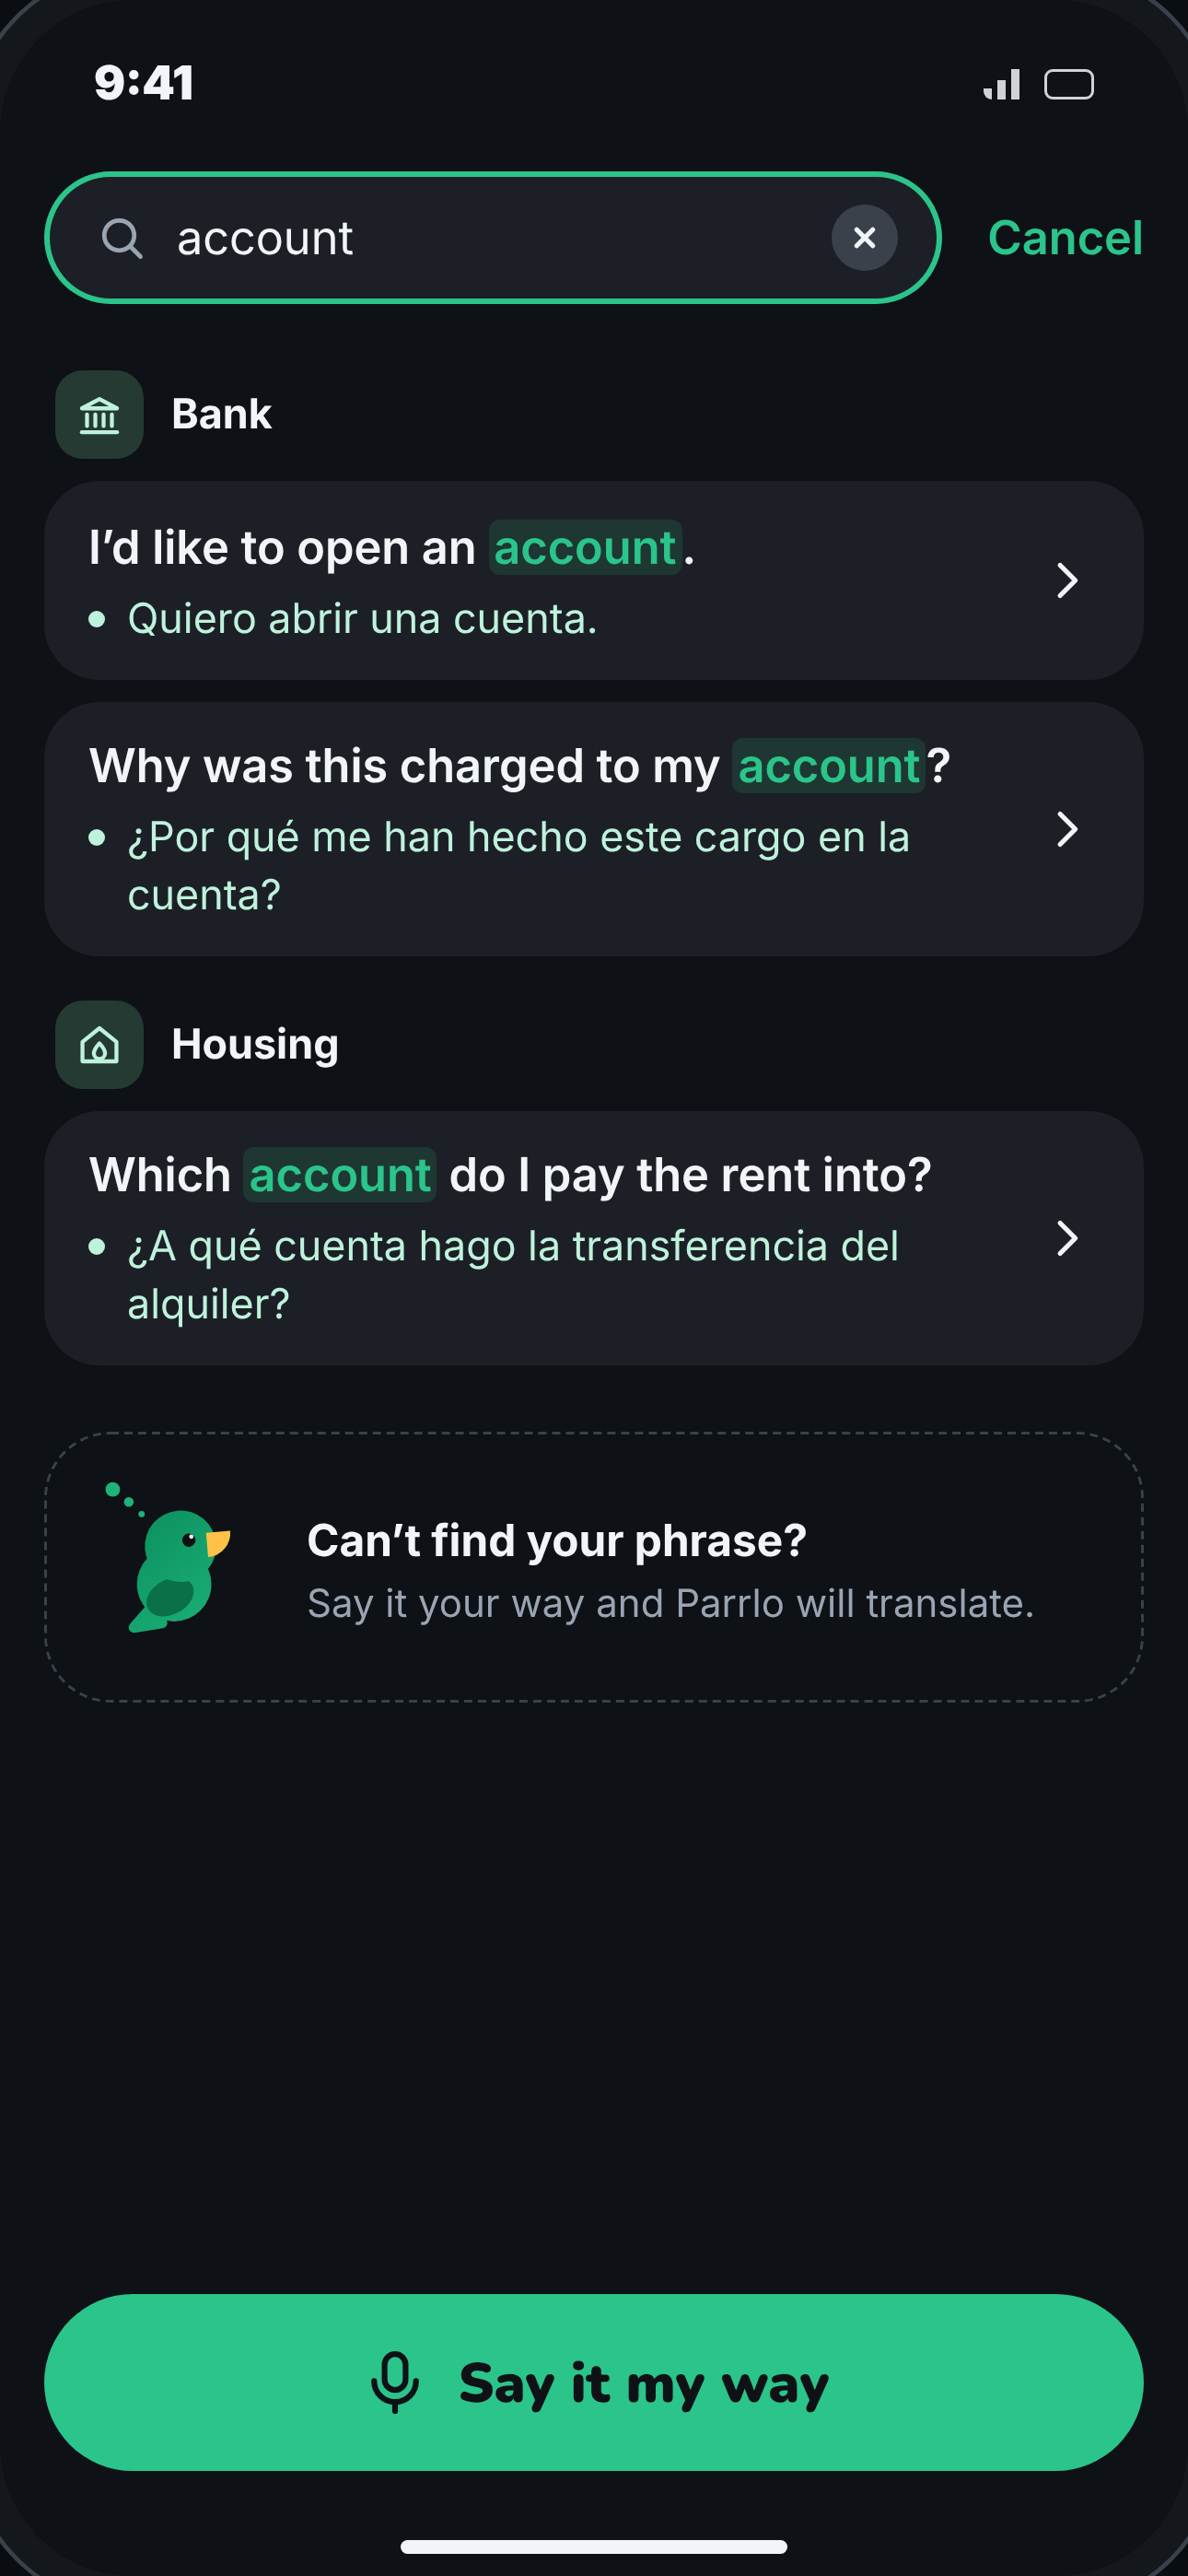 9:41
account
Cancel
Bank
I’d like to open an account.
Quiero abrir una cuenta.
Why was this charged to my account?
¿Por qué me han hecho este cargo en la
cuenta?
Housing
Which account do I pay the rent into?
¿A qué cuenta hago la transferencia del
alquiler?
Can’t find your phrase?
Say it your way and Parrlo will translate.
Say it my way